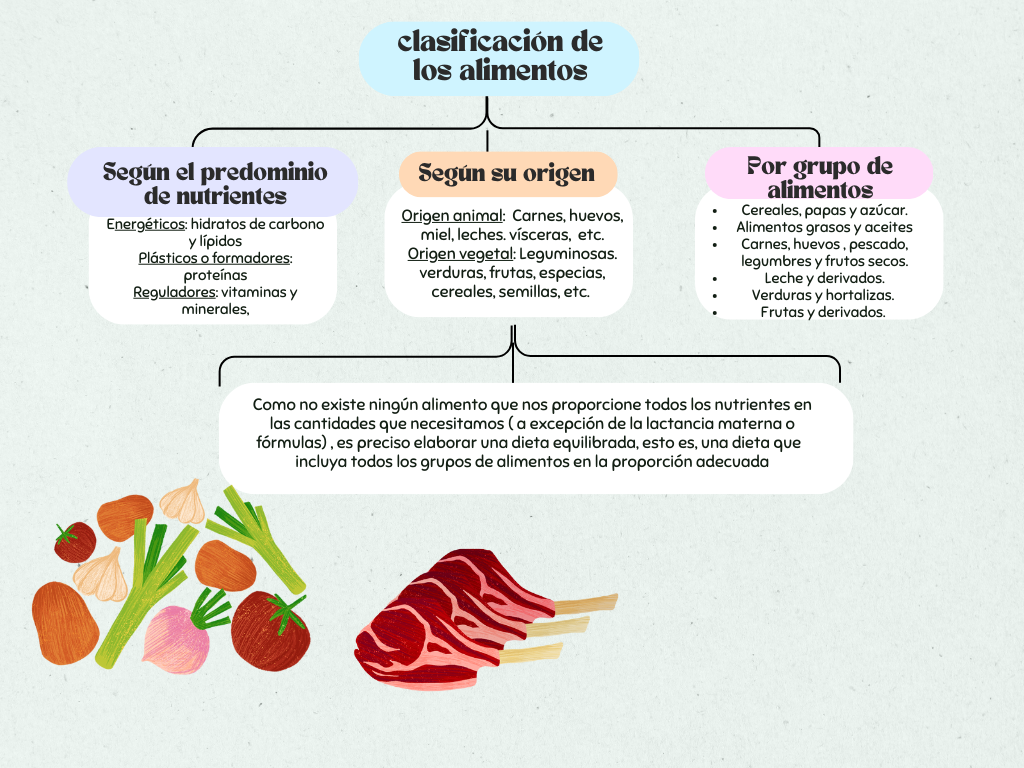 clasificación de
los alimentos
Según el predominio
de nutrientes
Energéticos: hidratos de carbono
y lípidos
Plásticos o formadores:
proteínas
Reguladores: vitaminas y
minerales,
Según su origen
Origen animal:  Carnes, huevos,
miel, leches. vísceras,  etc.
Origen vegetal: Leguminosas.
verduras, frutas, especias,
cereales, semillas, etc.
Por grupo de
alimentos
• Cereales, papas y azúcar.
• Alimentos grasos y aceites
• Carnes, huevos , pescado,
legumbres y frutos secos.
• Leche y derivados.
• Verduras y hortalizas.
• Frutas y derivados.
Como no existe ningún alimento que nos proporcione todos los nutrientes en
las cantidades que necesitamos ( a excepción de la lactancia materna o
fórmulas) , es preciso elaborar una dieta equilibrada, esto es, una dieta que
incluya todos los grupos de alimentos en la proporción adecuada